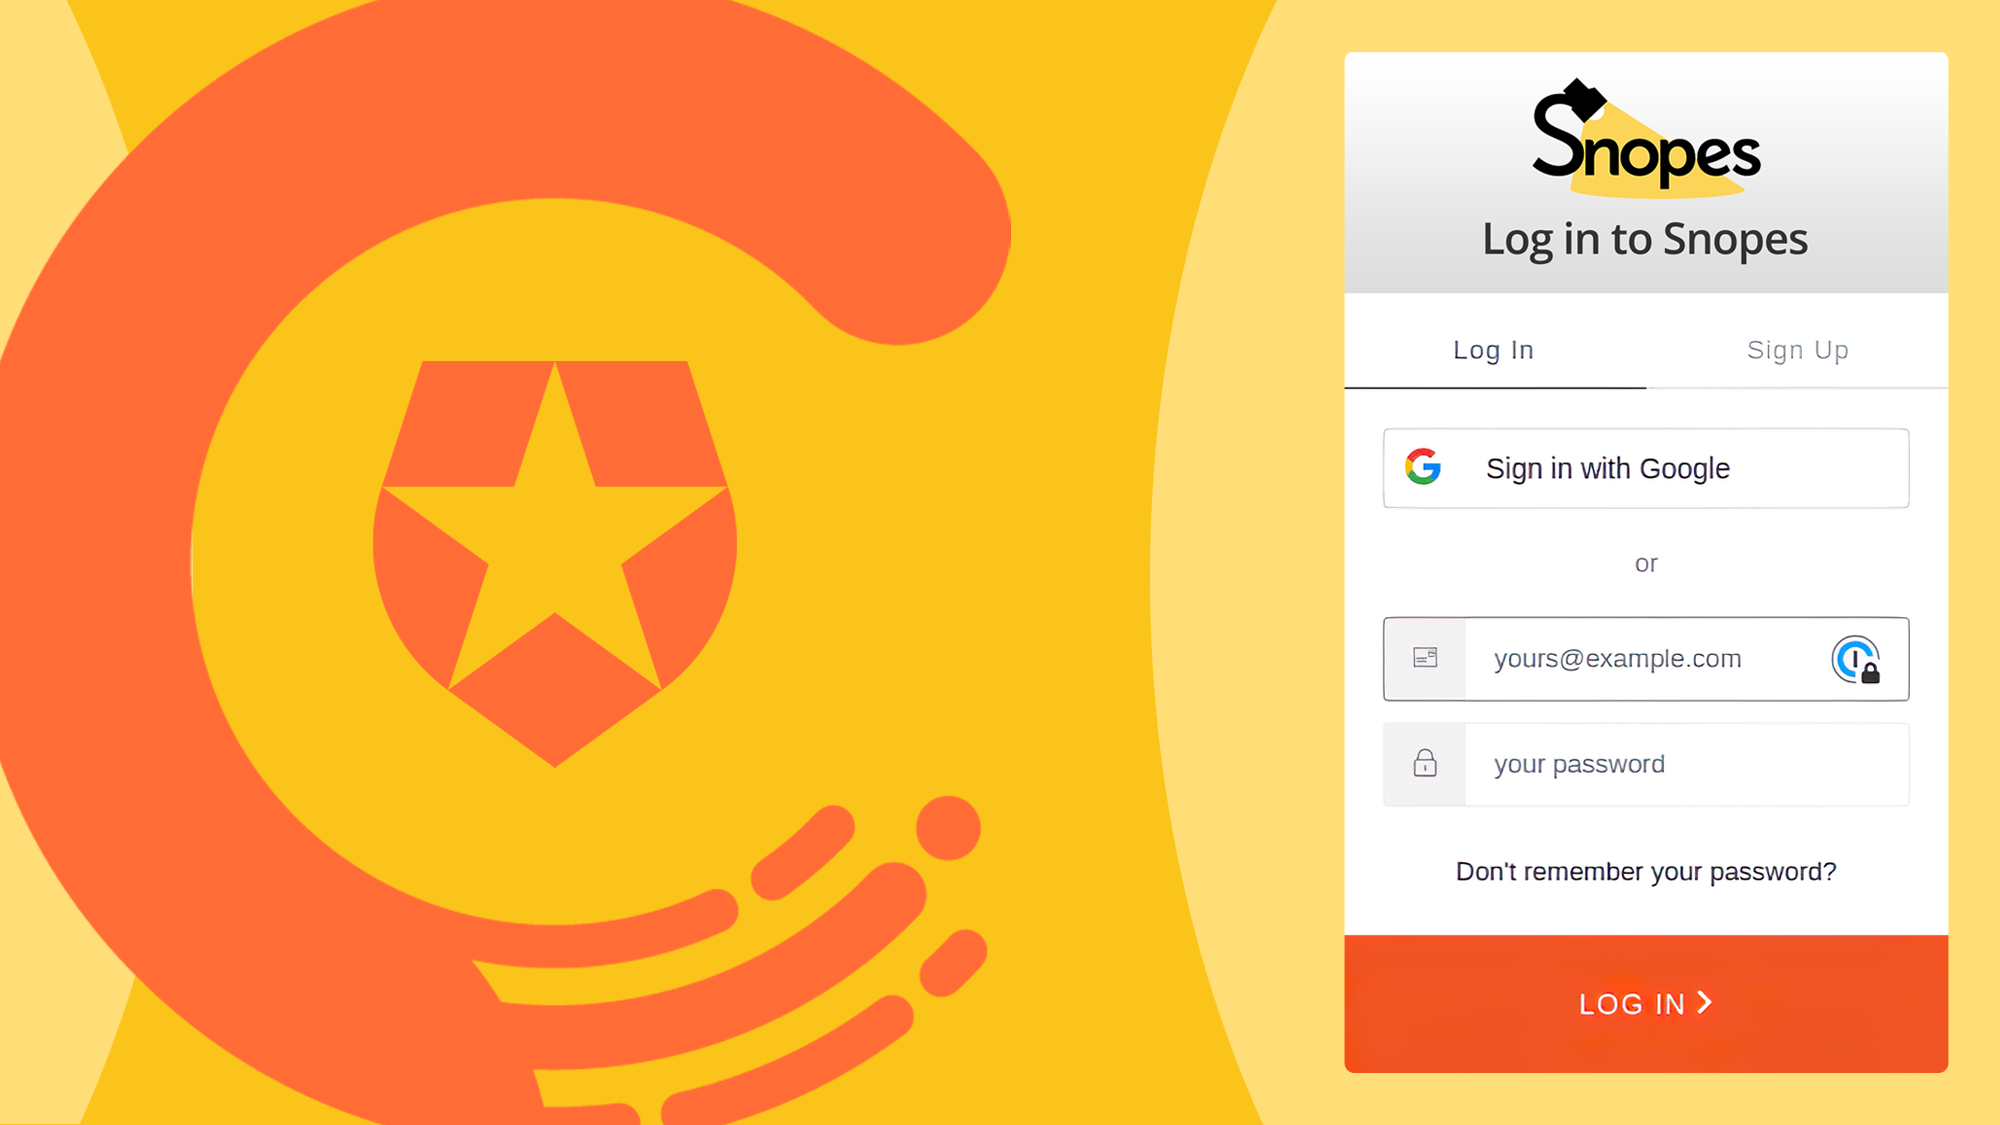 Snopes
Log in to Snopes
Log In
Sign Up
Sign in with Google
or
yours@example.com
your password
Don't remember your password?
LOG IN